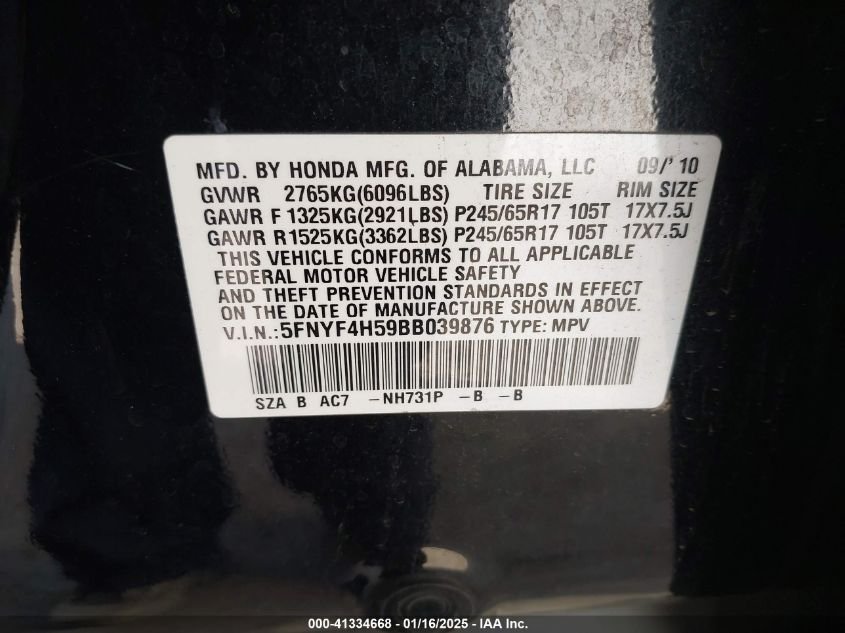 MFD. BY HONDA MFG. OF ALABAMA, LLC 09/'10
GVWR 2765KG(6096LBS) TIRE SIZE RIM SIZE
GAWR F 1325KG(2921LBS) P245/65R17 105T 17X7.5J
GAWR R1525KG(3362LBS) P245/65R17 105T 17X7.5J
THIS VEHICLE CONFORMS TO ALL APPLICABLE
FEDERAL MOTOR VEHICLE SAFETY
AND THEFT PREVENTION STANDARDS IN EFFECT
ON THE DATE OF MANUFACTURE SHOWN ABOVE.
V.I.N.:5FNYF4H59BB039876 TYPE: MPV
SZA B AC7 -NH731P -B -B
000-41334668 - 01/16/2025 - IAAI Inc.